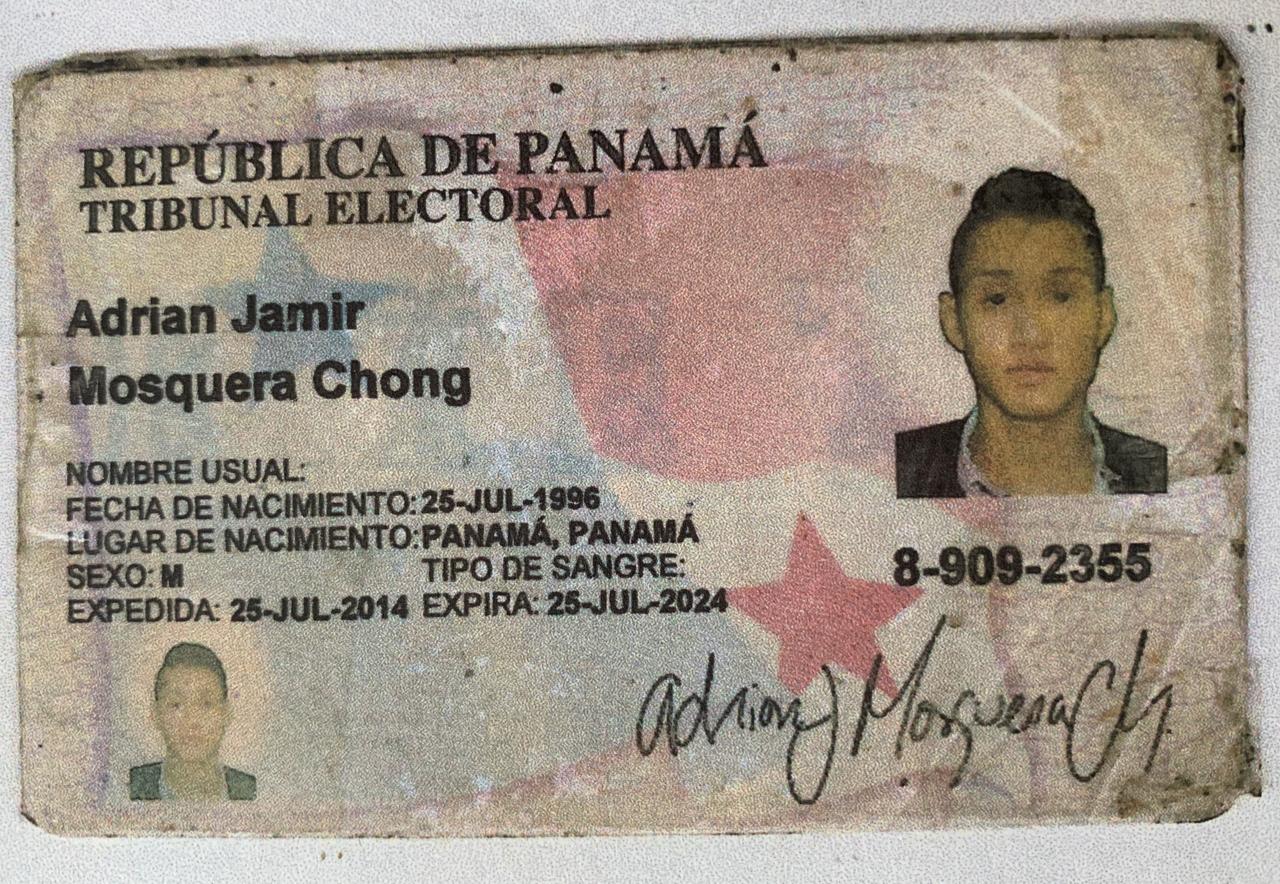 REPÚBLICA DE PANAMÁ
TRIBUNAL ELECTORAL
Adrian Jamir
Mosquera Chong
NOMBRE USUAL:
FECHA DE NACIMIENTO: 25-JUL-1996
LUGAR DE NACIMIENTO: PANAMÁ, PANAMÁ
SEXO: M TIPO DE SANGRE:
EXPEDIDA: 25-JUL-2014 EXPIRA: 25-JUL-2024
8-909-2355
Adrian J Mosquera Ch.